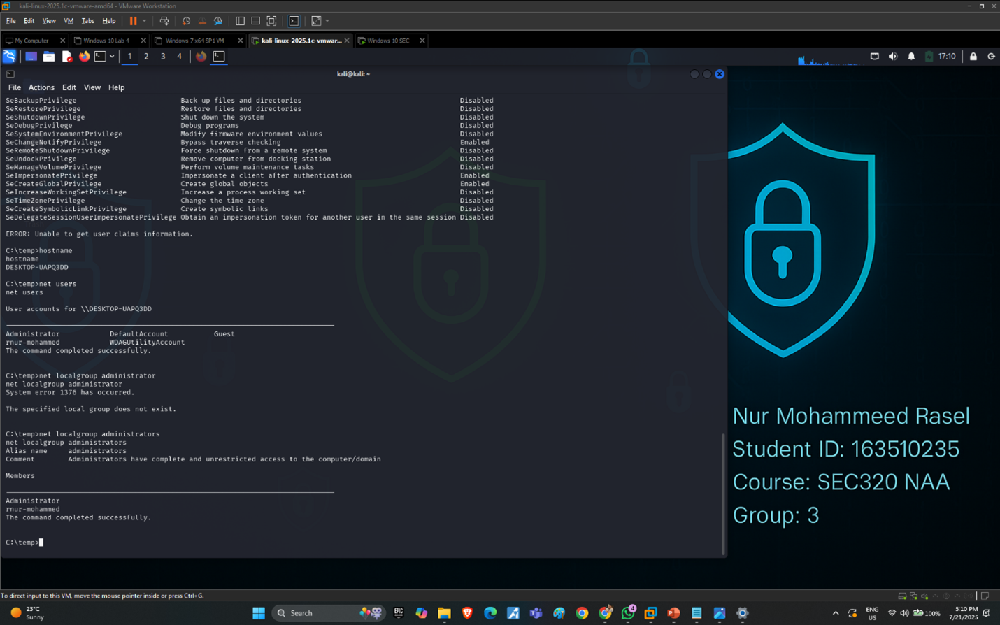 kali-linux-2025.1c-vmware-amd64 - VMware Workstation
File Edit View VM Tabs Help
My Computer Windows 10 Lab 4 Windows 7 x64 SP1 VM kali-linux-2025.1c-vmwar... Windows 10 SEC
1 2 3 4 17:10
kali@kali: ~
File Actions Edit View Help
SeBackupPrivilege Back up files and directories Disabled
SeRestorePrivilege Restore files and directories Disabled
SeShutdownPrivilege Shut down the system Disabled
SeDebugPrivilege Debug programs Disabled
SeSystemEnvironmentPrivilege Modify firmware environment values Disabled
SeChangeNotifyPrivilege Bypass traverse checking Enabled
SeRemoteShutdownPrivilege Force shutdown from a remote system Disabled
SeUndockPrivilege Remove computer from docking station Disabled
SeManageVolumePrivilege Perform volume maintenance tasks Disabled
SeImpersonatePrivilege Impersonate a client after authentication Enabled
SeCreateGlobalPrivilege Create global objects Enabled
SeIncreaseWorkingSetPrivilege Increase a process working set Disabled
SeTimeZonePrivilege Change the time zone Disabled
SeCreateSymbolicLinkPrivilege Create symbolic links Disabled
SeDelegateSessionUserImpersonatePrivilege Obtain an impersonation token for another user in the same session Disabled
ERROR: Unable to get user claims information.
C:\temp>hostname
hostname
DESKTOP-UAPQ3DD
C:\temp>net users
net users
User accounts for \\DESKTOP-UAPQ3DD
Administrator DefaultAccount Guest
rnur-mohammed WDAGUtilityAccount
The command completed successfully.
C:\temp>net localgroup administrator
net localgroup administrator
System error 1376 has occurred.
The specified local group does not exist.
C:\temp>net localgroup administrators
net localgroup administrators
Alias name administrators
Comment Administrators have complete and unrestricted access to the computer/domain
Members
Administrator
rnur-mohammed
The command completed successfully.
C:\temp>
Nur Mohammeed Rasel
Student ID: 163510235
Course: SEC320 NAA
Group: 3
To direct input to this VM, move the mouse pointer inside or press Ctrl+G.
23°C
Sunny
Search
EPIC
4
ENG
US
100%
5:10 PM
7/21/2025